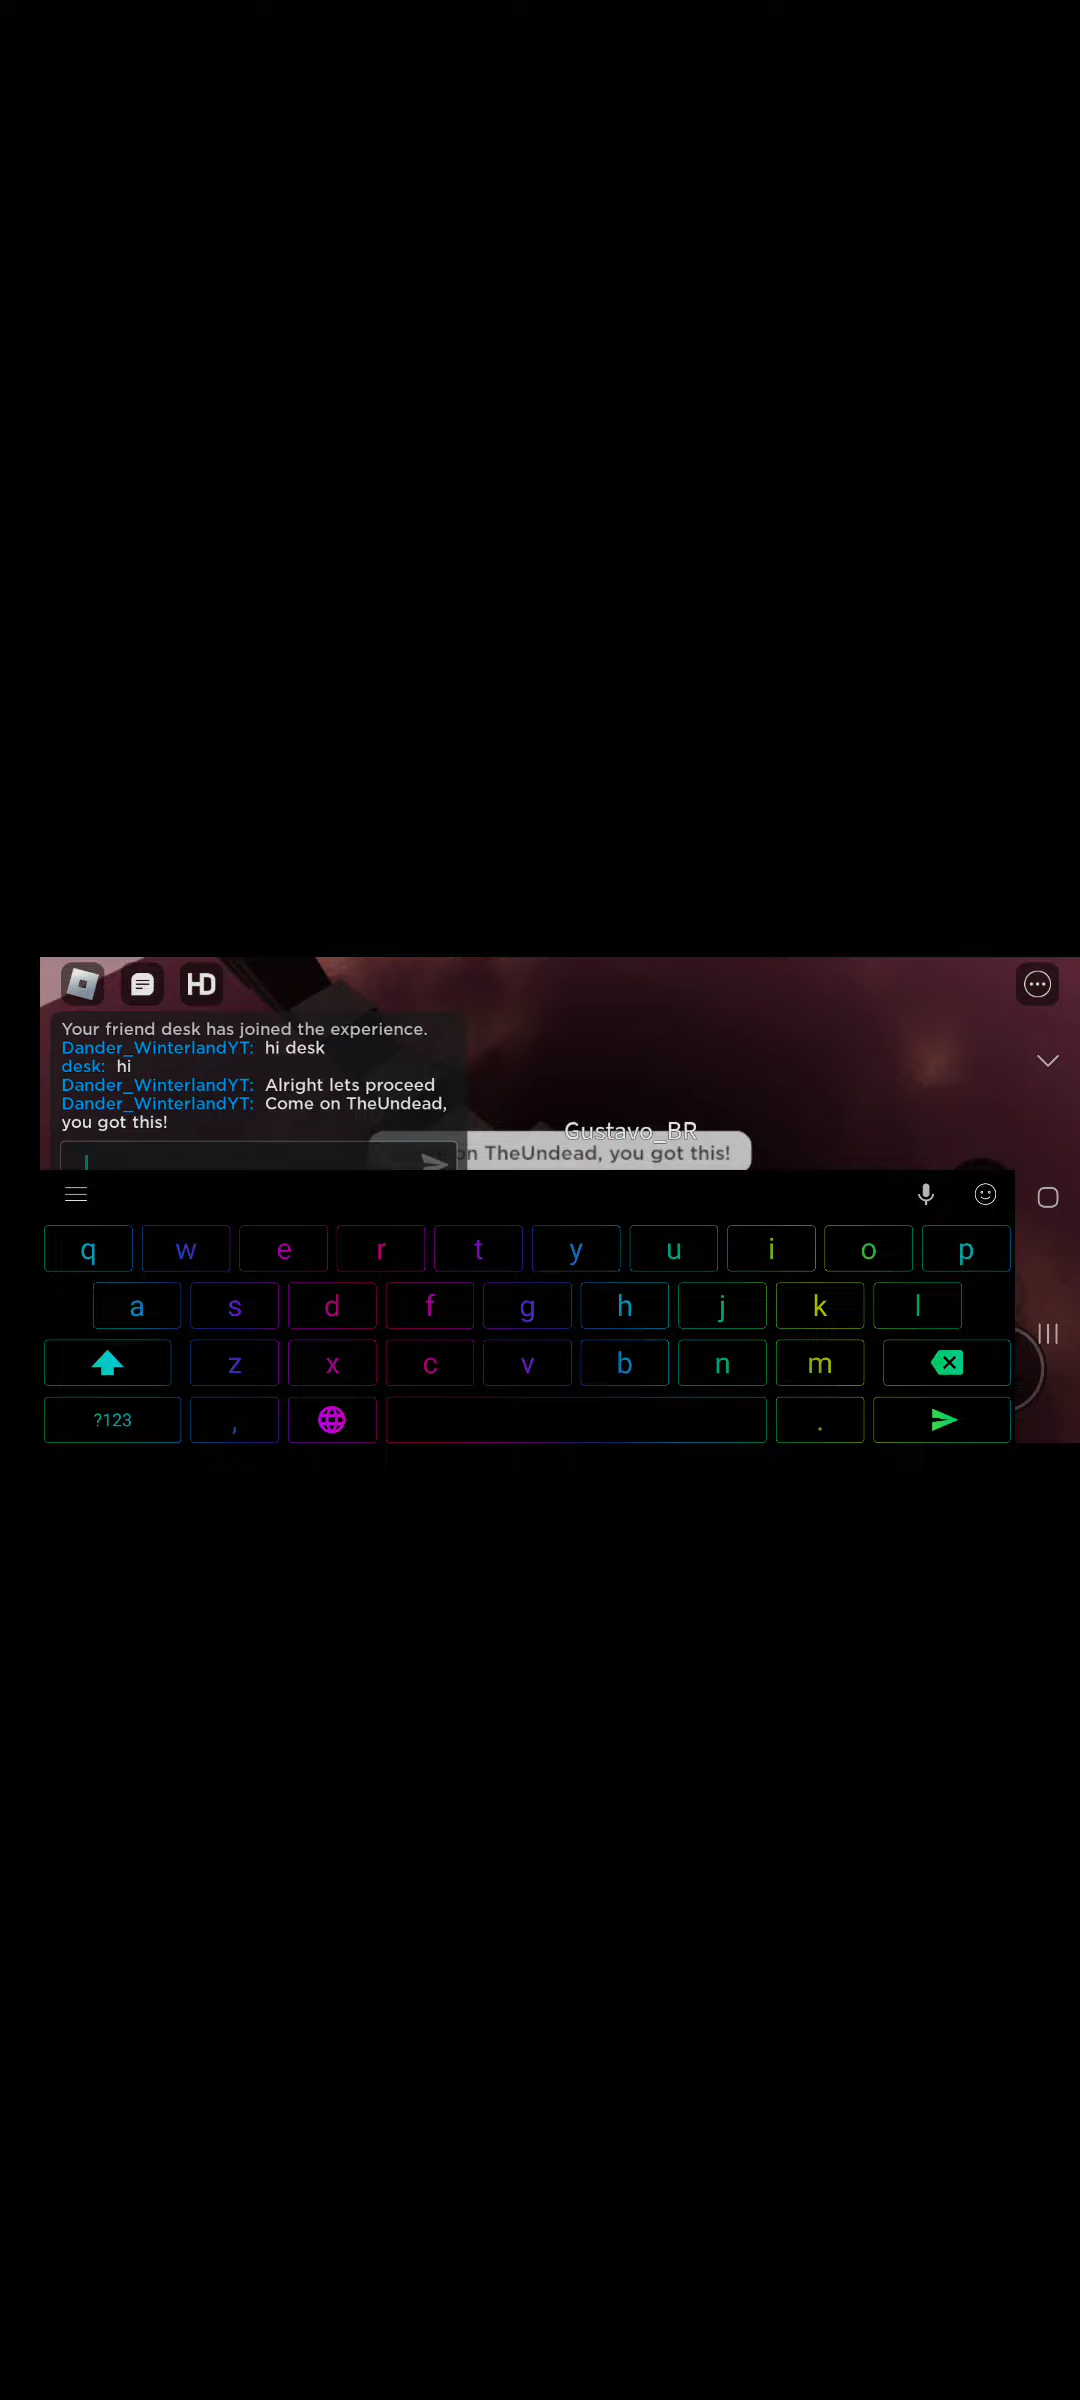 HD
Your friend desk has joined the experience.
Dander_WinterlandYT: hi desk
desk: hi
Dander_WinterlandYT: Alright lets proceed
Dander_WinterlandYT: Come on TheUndead,
you got this!
Gustavo_BR
on TheUndead, you got this!
q w e r t y u i o p
a s d f g h j k l
z x c v b n m
?123 , .